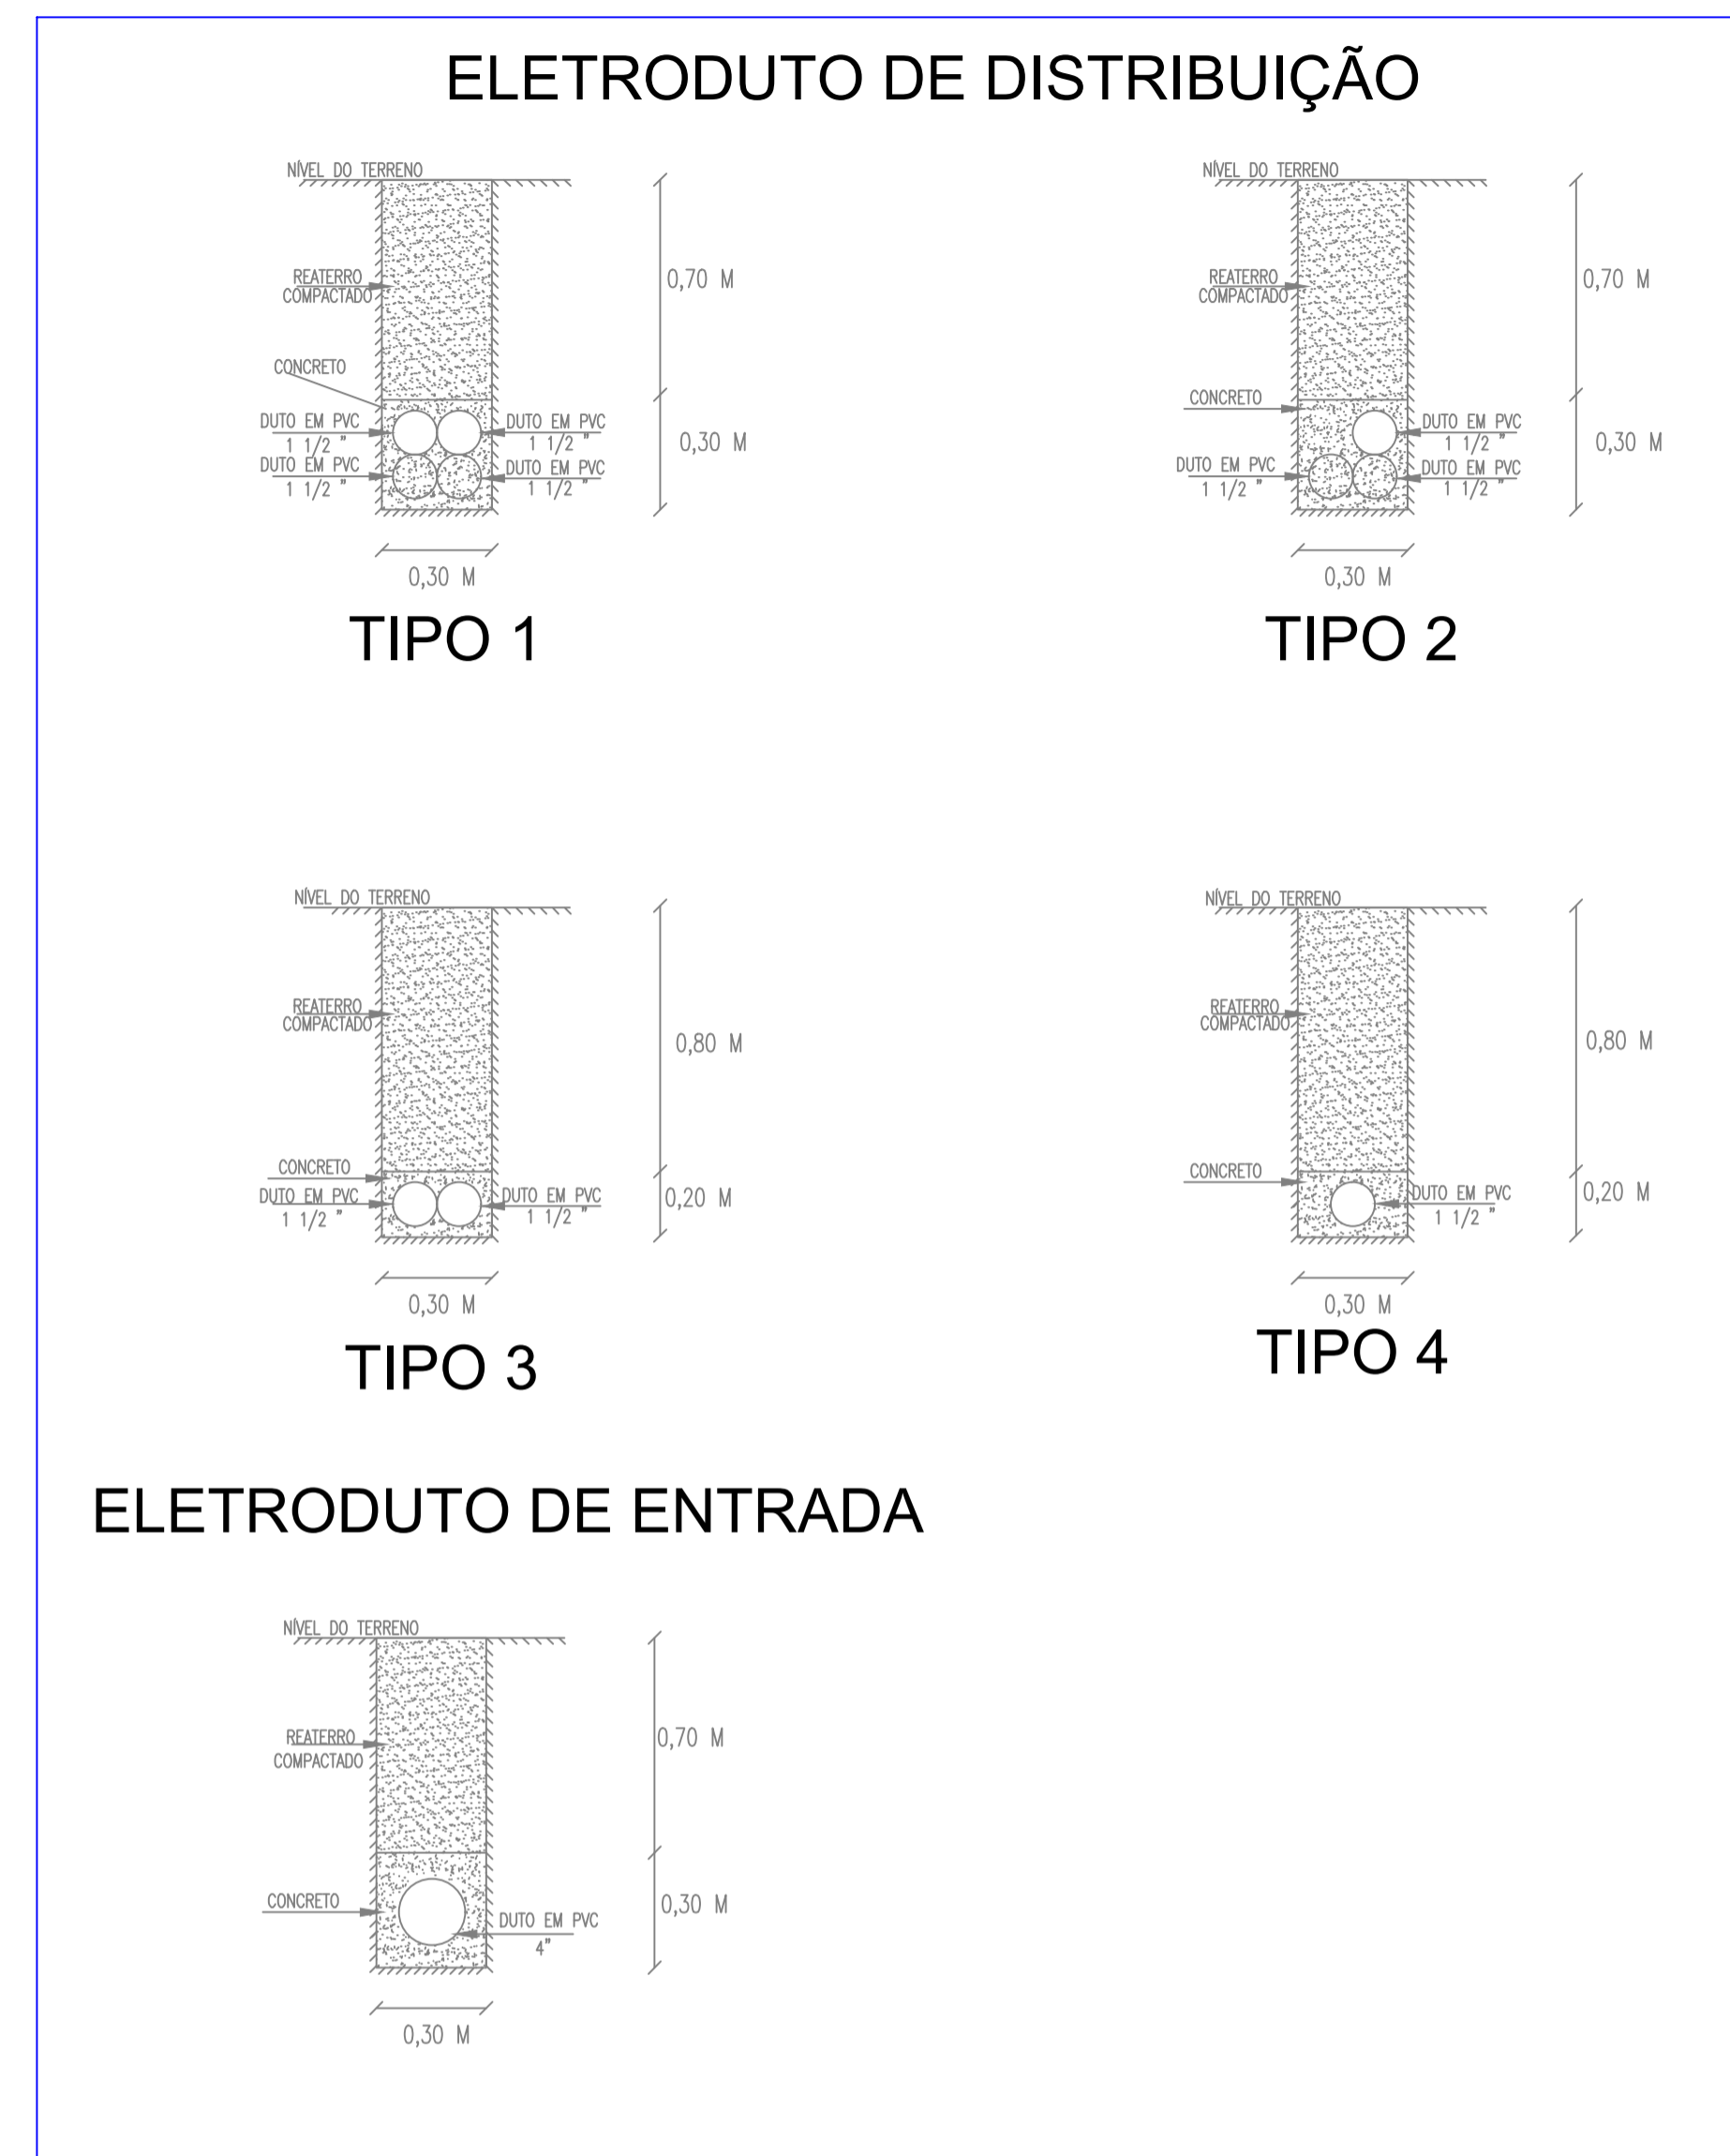 ELETRODUTO DE DISTRIBUIÇÃO
NÍVEL DO TERRENO
REATERRO
COMPACTADO
0,70 M
CONCRETO
DUTO EM PVC
1 1/2 "
DUTO EM PVC
1 1/2 "
DUTO EM PVC
1 1/2 "
DUTO EM PVC
1 1/2 "
0,30 M
0,30 M
TIPO 1
NÍVEL DO TERRENO
REATERRO
COMPACTADO
0,70 M
CONCRETO
DUTO EM PVC
1 1/2 "
DUTO EM PVC
1 1/2 "
DUTO EM PVC
1 1/2 "
0,30 M
0,30 M
TIPO 2
NÍVEL DO TERRENO
REATERRO
COMPACTADO
0,80 M
CONCRETO
DUTO EM PVC
1 1/2 "
DUTO EM PVC
1 1/2 "
0,20 M
0,30 M
TIPO 3
NÍVEL DO TERRENO
REATERRO
COMPACTADO
0,80 M
CONCRETO
DUTO EM PVC
1 1/2 "
0,20 M
0,30 M
TIPO 4
ELETRODUTO DE ENTRADA
NÍVEL DO TERRENO
REATERRO
COMPACTADO
0,70 M
CONCRETO
DUTO EM PVC
4"
0,30 M
0,30 M